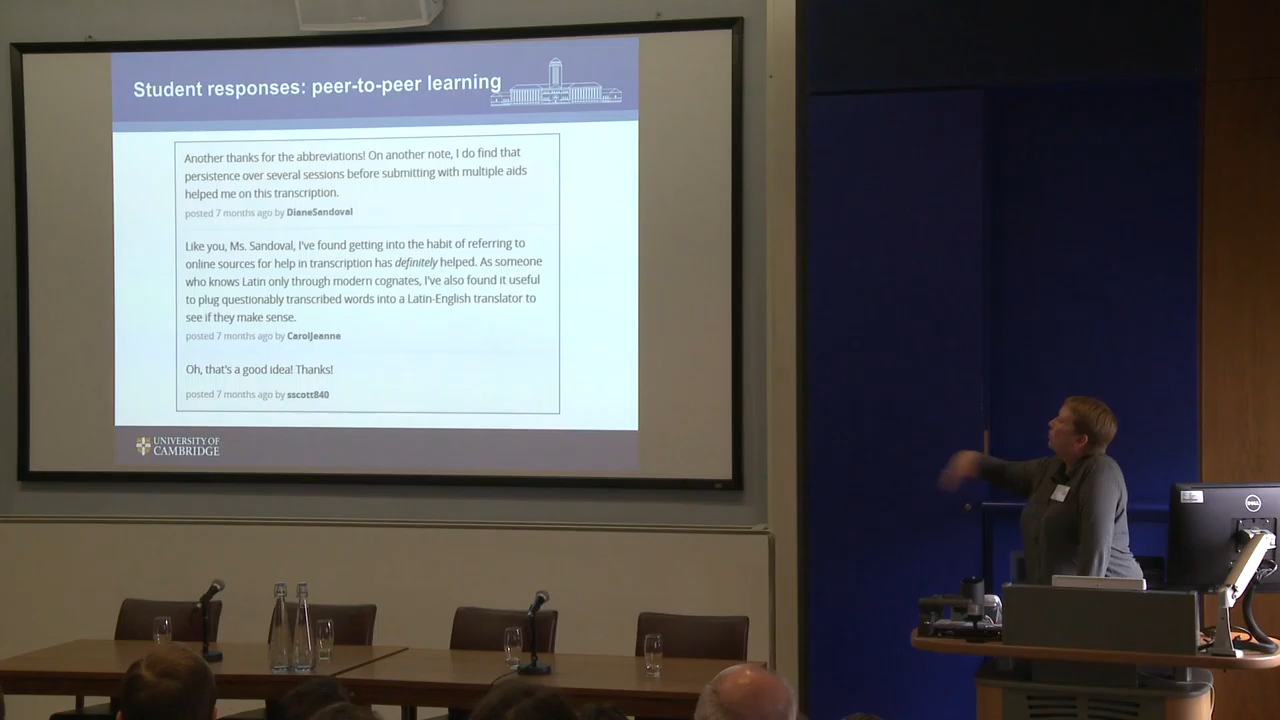 Student responses: peer-to-peer learning
Another thanks for the abbreviations! On another note, I do find that
persistence over several sessions before submitting with multiple aids
helped me on this transcription.
posted 7 months ago by DianeSandoval
Like you, Ms. Sandoval, I've found getting into the habit of referring to
online sources for help in transcription has definitely helped. As someone
who knows Latin only through modern cognates, I've also found it useful
to plug questionably transcribed words into a Latin-English translator to
see if they make sense.
posted 7 months ago by CarolJeanne
Oh, that's a good idea! Thanks!
posted 7 months ago by sscott840
UNIVERSITY OF
CAMBRIDGE
DELL